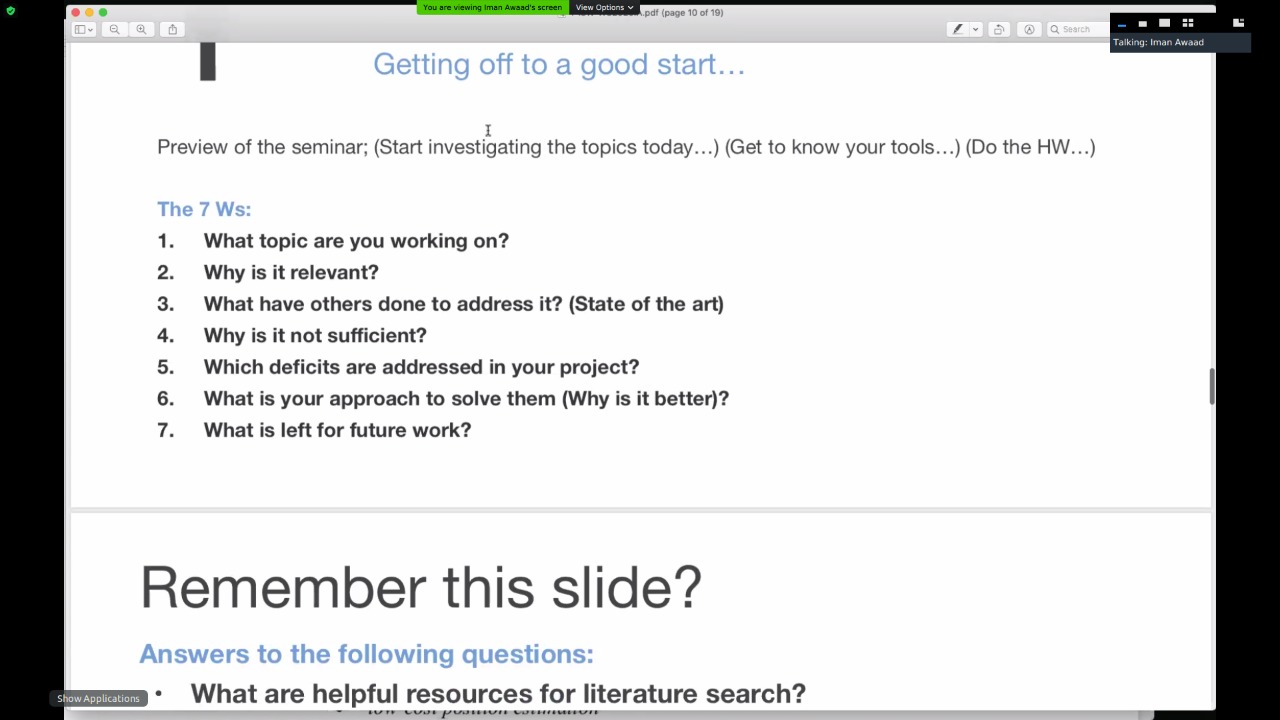 You are viewing Iman Awaad's screen View Options
.pdf (page 10 of 19)
Search
Talking: Iman Awaad
Getting off to a good start…
Preview of the seminar; (Start investigating the topics today…) (Get to know your tools…) (Do the HW…)
The 7 Ws:
1. What topic are you working on?
2. Why is it relevant?
3. What have others done to address it? (State of the art)
4. Why is it not sufficient?
5. Which deficits are addressed in your project?
6. What is your approach to solve them (Why is it better)?
7. What is left for future work?
Remember this slide?
Answers to the following questions:
• What are helpful resources for literature search?
Show Applications
low-cost position estimation